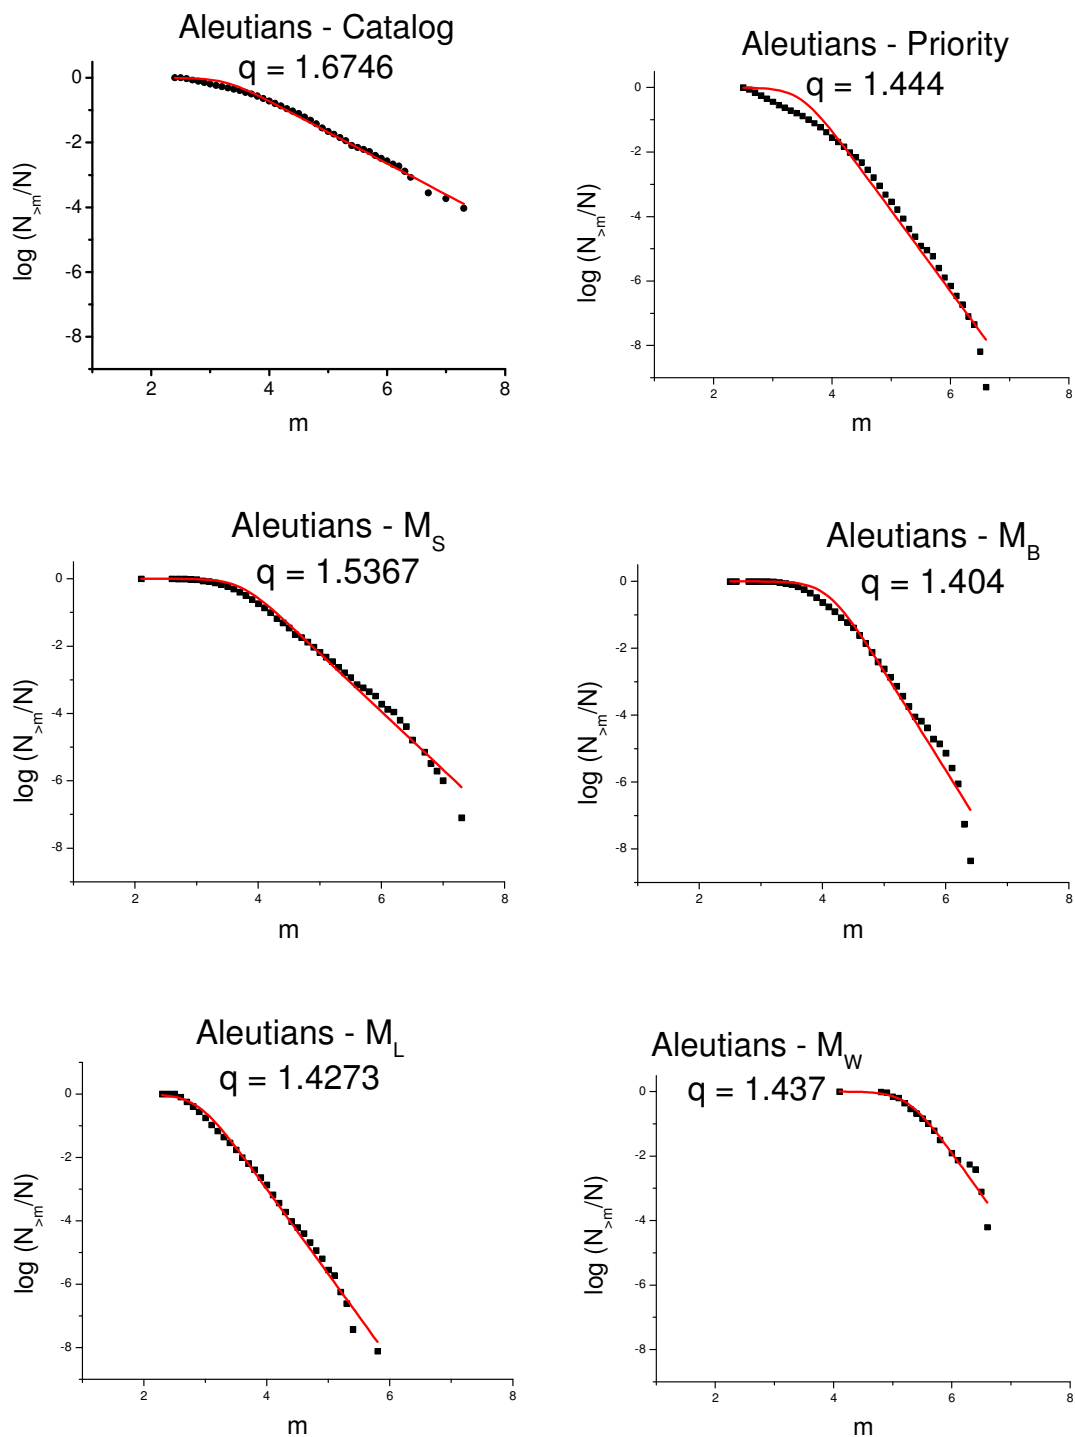 Aleutians - Catalog
q = 1.6746
0
-2
-4
-6
-8
log (N>m/N)
2 4 6 8
m
Aleutians - Priority
q = 1.444
0
-2
-4
-6
-8
log (N>m/N)
2 4 6 8
m
Aleutians - MS
q = 1.5367
0
-2
-4
-6
-8
log (N>m/N)
2 4 6 8
m
Aleutians - MB
q = 1.404
0
-2
-4
-6
-8
log (N>m/N)
2 4 6 8
m
Aleutians - ML
q = 1.4273
0
-2
-4
-6
-8
log (N>m/N)
2 4 6 8
m
Aleutians - MW
q = 1.437
0
-2
-4
-6
-8
log (N>m/N)
2 4 6 8
m